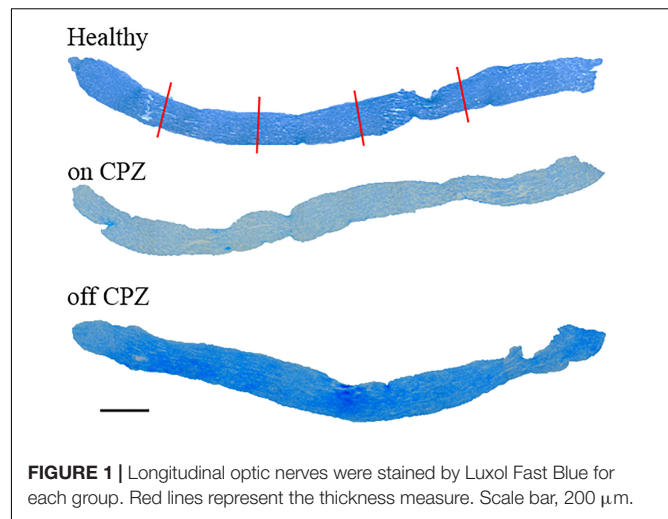 Healthy
on CPZ
off CPZ
FIGURE 1 | Longitudinal optic nerves were stained by Luxol Fast Blue for
each group. Red lines represent the thickness measure. Scale bar, 200 μm.